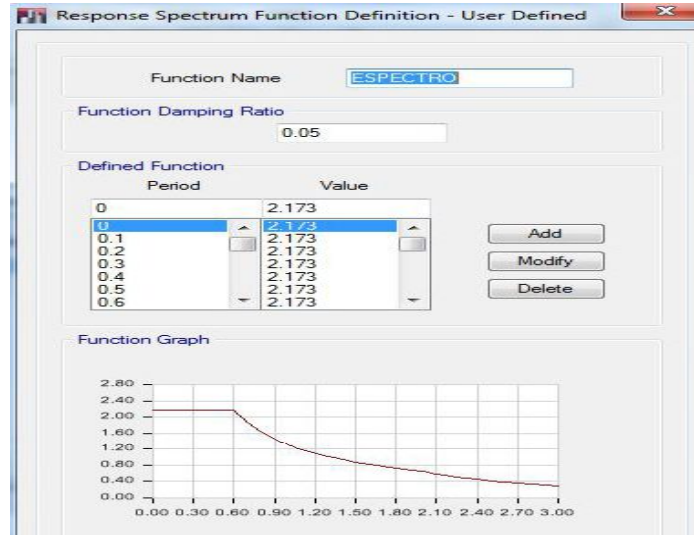 Response Spectrum Function Definition - User Defined
Function Name ESPECTRO
Function Damping Ratio
0.05
Defined Function
Period Value
0 2.173
0 2.173
0.1 2.173
0.2 2.173
0.3 2.173
0.4 2.173
0.5 2.173
0.6 2.173
Add
Modify
Delete
Function Graph
2.80
2.40
2.00
1.60
1.20
0.80
0.40
0.00
0.00 0.30 0.60 0.90 1.20 1.50 1.80 2.10 2.40 2.70 3.00